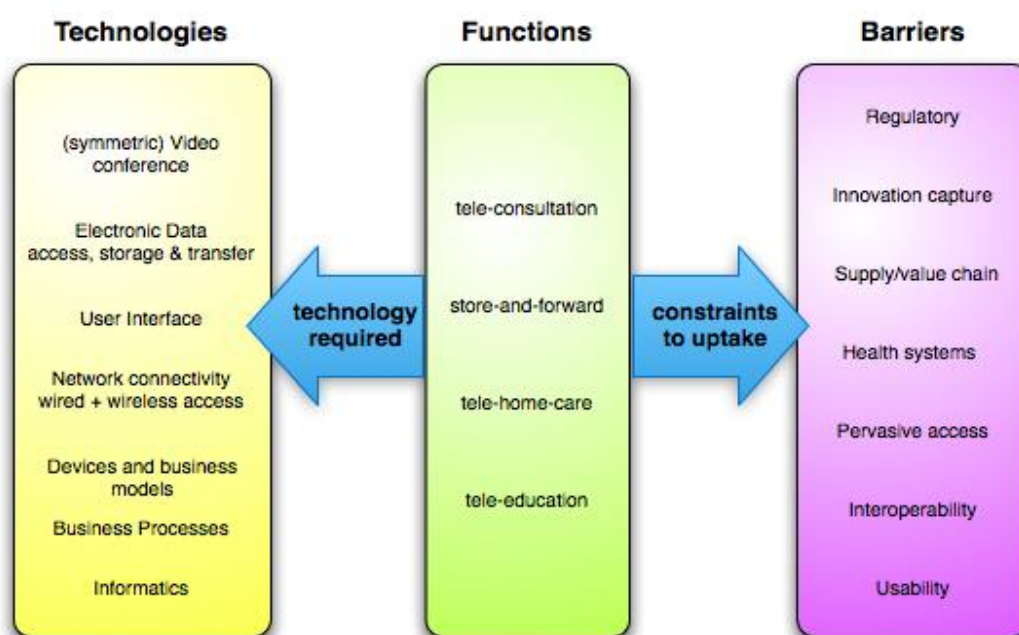 Technologies
(symmetric) Video
conference
Electronic Data
access, storage & transfer
User Interface
Network connectivity
wired + wireless access
Devices and business
models
Business Processes
Informatics
technology
required
Functions
tele-consultation
store-and-forward
tele-home-care
tele-education
constraints
to uptake
Barriers
Regulatory
Innovation capture
Supply/value chain
Health systems
Pervasive access
Interoperability
Usability